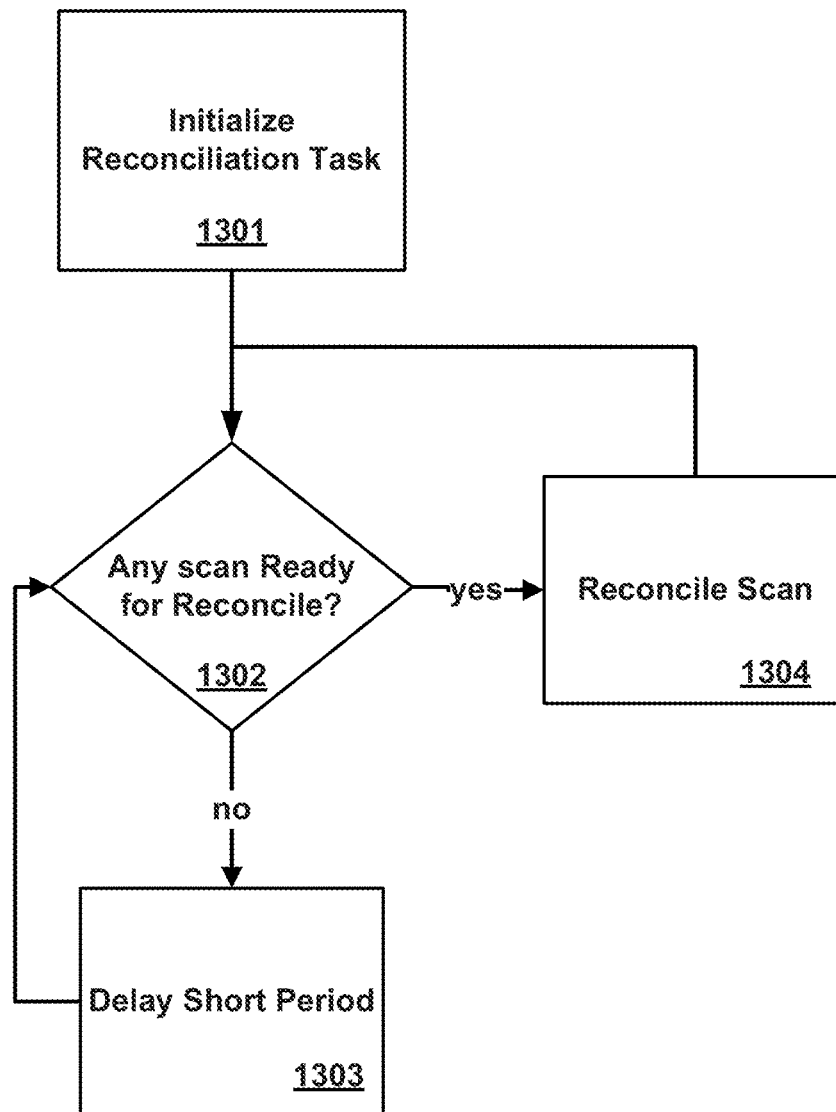 Initialize
Reconciliation Task
1301
Any scan Ready
for Reconcile?
1302
yes
Reconcile Scan
1304
no
Delay Short Period
1303